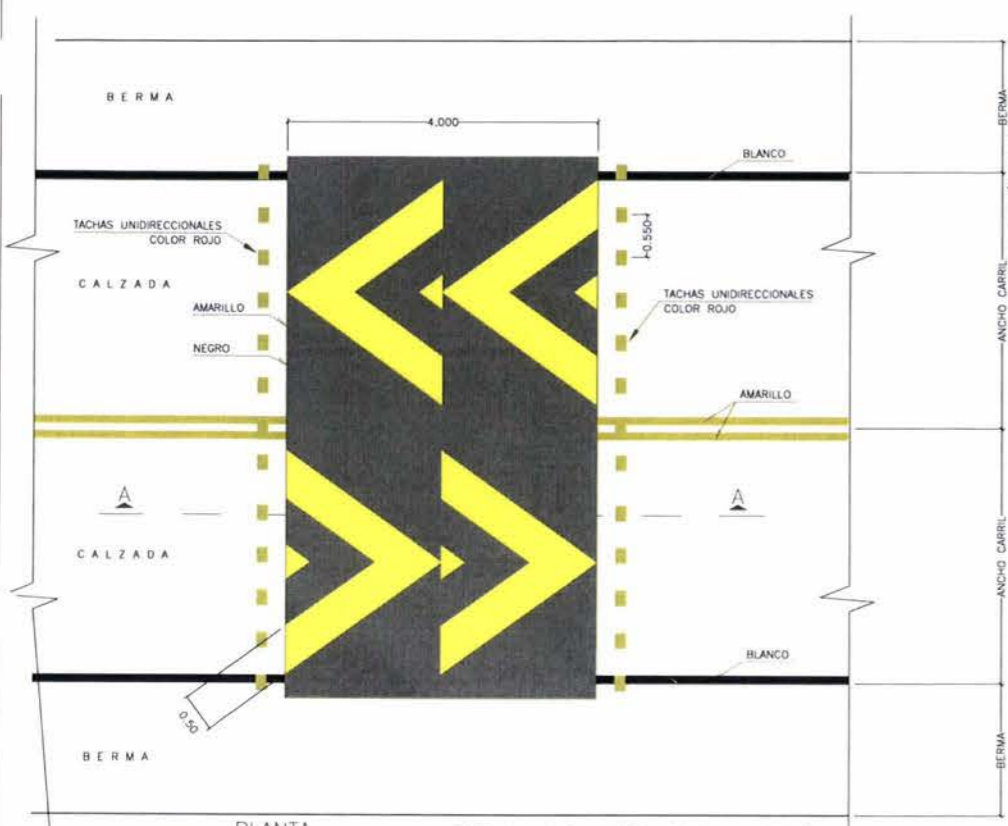 BERMA
4.000
BLANCO
TACHAS UNIDIRECCIONALES
COLOR ROJO
0.550
CALZADA
AMARILLO
TACHAS UNIDIRECCIONALES
COLOR ROJO
NEGRO
AMARILLO
A
A
CALZADA
BLANCO
0.50
BERMA
BERMA
ANCHO CARRIL
ANCHO CARRIL
BERMA
PLANTA